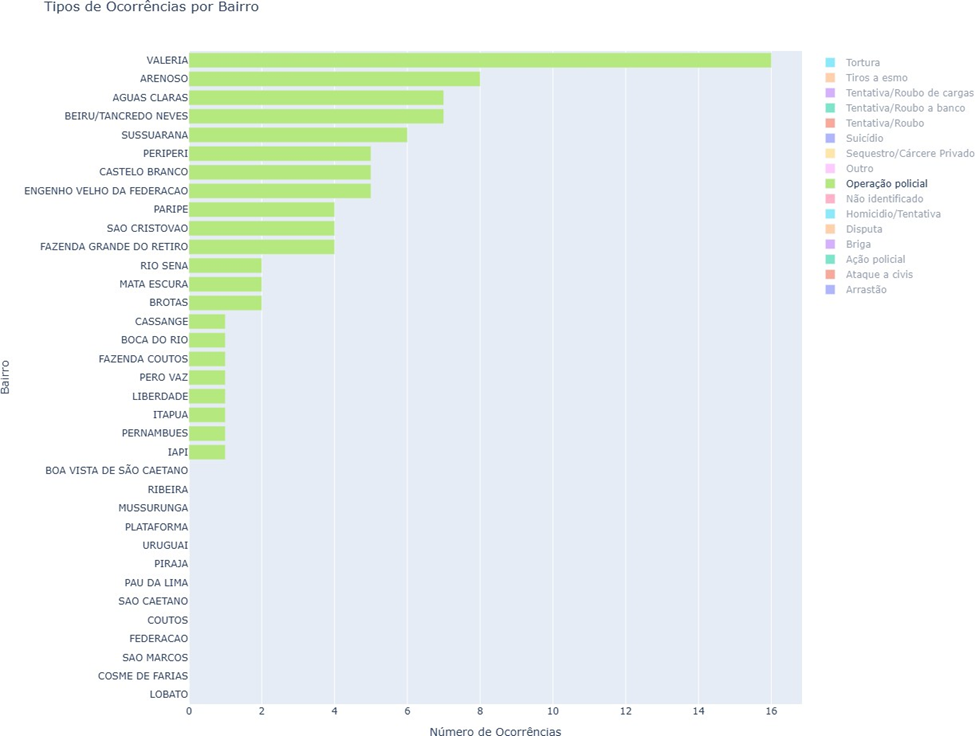 Tipos de Ocorrências por Bairro
VALERIA
ARENOSO
AGUAS CLARAS
BEIRU/TANCREDO NEVES
SUSSUARANA
PERIPERI
CASTELO BRANCO
ENGENHO VELHO DA FEDERACAO
PARIPE
SAO CRISTOVAO
FAZENDA GRANDE DO RETIRO
RIO SENA
MATA ESCURA
BROTAS
CASSANGE
BOCA DO RIO
FAZENDA COUTOS
PERO VAZ
LIBERDADE
ITAPUA
PERNAMBUES
IAPI
BOA VISTA DE SÃO CAETANO
RIBEIRA
MUSSURUNGA
PLATAFORMA
URUGUAI
PIRAJA
PAU DA LIMA
SAO CAETANO
COUTOS
FEDERACAO
SAO MARCOS
COSME DE FARIAS
LOBATO
Bairro
0 2 4 6 8 10 12 14 16
Número de Ocorrências
Tortura
Tiros a esmo
Tentativa/Roubo de cargas
Tentativa/Roubo a banco
Tentativa/Roubo
Suicídio
Sequestro/Cárcere Privado
Outro
Operação policial
Não identificado
Homicidio/Tentativa
Disputa
Briga
Ação policial
Ataque a civis
Arrastão